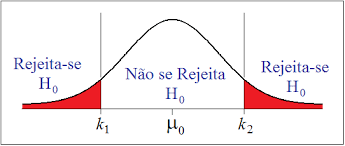 Rejeita-se
H₀
Não se Rejeita
H₀
Rejeita-se
H₀
k₁
μ₀
k₂